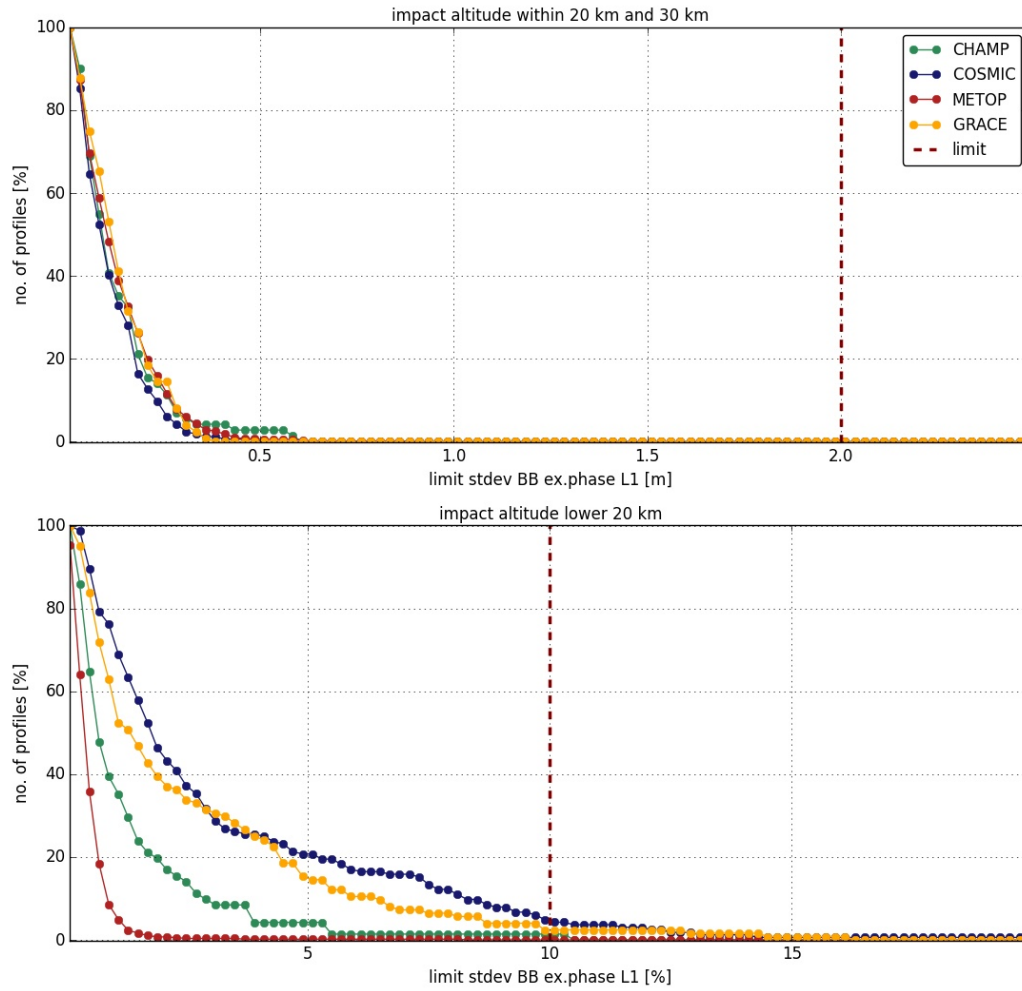 impact altitude within 20 km and 30 km
100
80
60
40
20
0
no. of profiles [%]
CHAMP
COSMIC
METOP
GRACE
limit
0.5 1.0 1.5 2.0
limit stdev BB ex.phase L1 [m]
impact altitude lower 20 km
100
80
60
40
20
0
no. of profiles [%]
5 10 15
limit stdev BB ex.phase L1 [%]